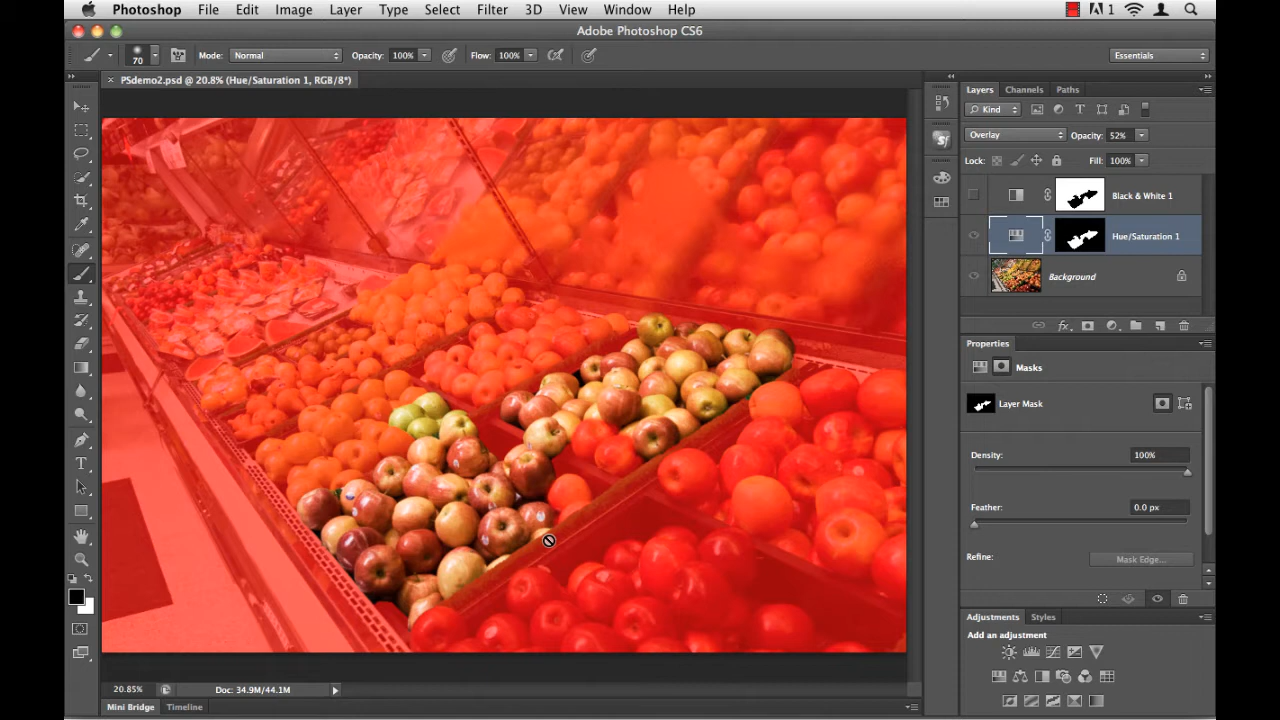 Photoshop File Edit Image Layer Type Select Filter 3D View Window Help 1
Adobe Photoshop CS6
70 Mode: Normal Opacity: 100% Flow: 100% Essentials
× PSdemo2.psd @ 20.8% (Hue/Saturation 1, RGB/8*)
Layers Channels Paths
Kind
Overlay Opacity: 52%
Lock: Fill: 100%
Black & White 1
Hue/Saturation 1
Background
fx
Properties
Masks
Layer Mask
Density: 100%
Feather: 0.0 px
Refine: Mask Edge...
Adjustments Styles
Add an adjustment
20.85% Doc: 34.9M/44.1M
Mini Bridge Timeline